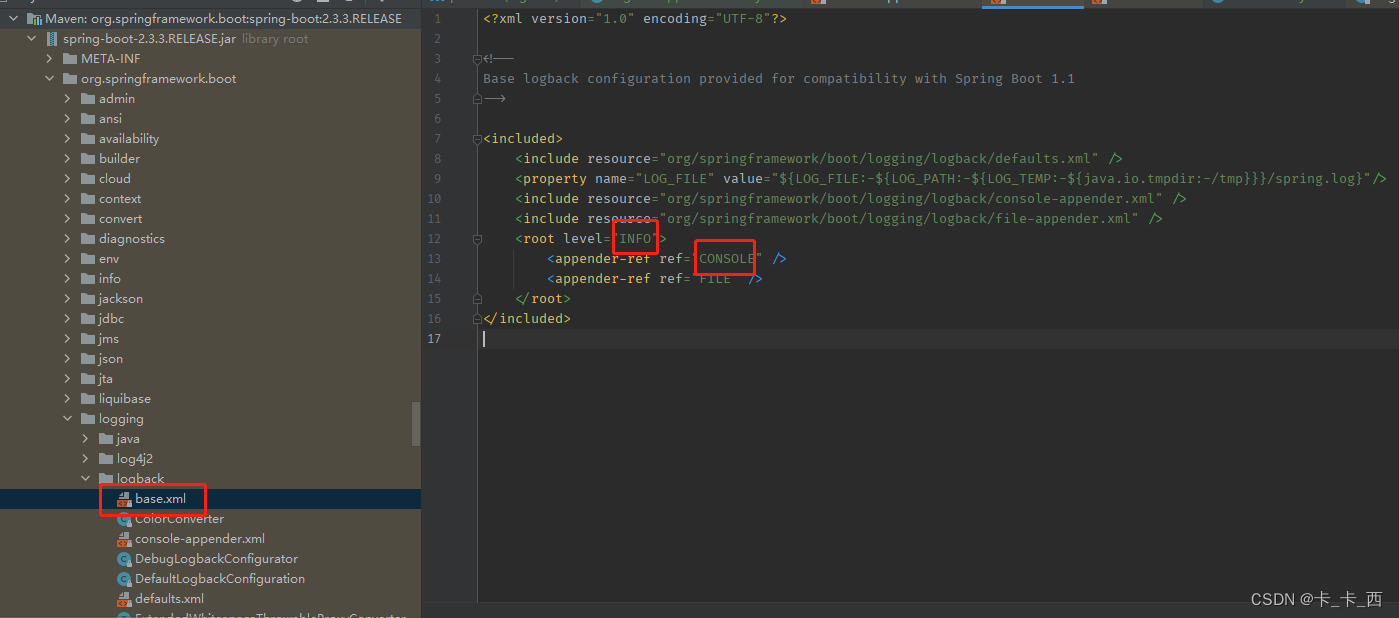 Maven: org.springframework.boot:spring-boot:2.3.3.RELEASE
spring-boot-2.3.3.RELEASE.jar library root
META-INF
org.springframework.boot
admin
ansi
availability
builder
cloud
context
convert
diagnostics
env
info
jackson
jdbc
jms
json
jta
liquibase
logging
java
log4j2
logback
base.xml
ColorConverter
console-appender.xml
DebugLogbackConfigurator
DefaultLogbackConfiguration
defaults.xml
1 <?xml version="1.0" encoding="UTF-8"?>
2
3 <!--
4 Base logback configuration provided for compatibility with Spring Boot 1.1
5 -->
6
7 <included>
8 <include resource="org/springframework/boot/logging/logback/defaults.xml" />
9 <property name="LOG_FILE" value="${LOG_FILE:-${LOG_PATH:-${LOG_TEMP:-${java.io.tmpdir:-/tmp}}}/spring.log}"/>
10 <include resource="org/springframework/boot/logging/logback/console-appender.xml" />
11 <include resource="org/springframework/boot/logging/logback/file-appender.xml" />
12 <root level="INFO">
13 <appender-ref ref="CONSOLE" />
14 <appender-ref ref="FILE" />
15 </root>
16 </included>
17
CSDN @卡_卡_西